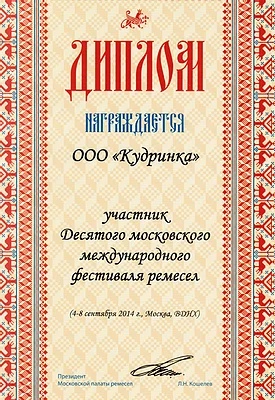 ДИПЛОМ
НАГРАЖДАЕТСЯ
ООО «Кудринка»
участник
Десятого московского
международного
фестиваля ремесел
(4-8 сентября 2014 г., Москва, ВДНХ)
Президент
Московской палаты ремесел
Л.Н. Кошелев